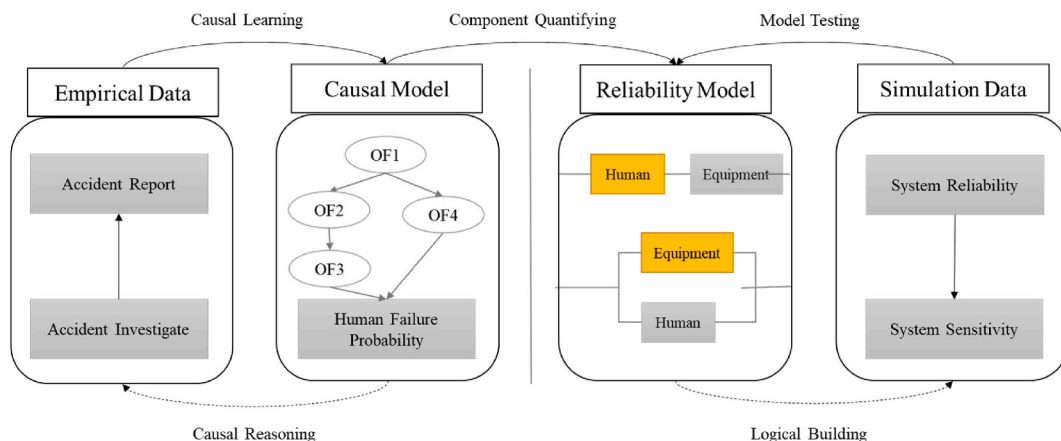 Causal Learning
Component Quantifying
Model Testing
Empirical Data
Causal Model
Reliability Model
Simulation Data
Accident Report
Accident Investigate
OF1
OF2
OF4
OF3
Human Failure
Probability
Human
Equipment
Equipment
Human
System Reliability
System Sensitivity
Causal Reasoning
Logical Building